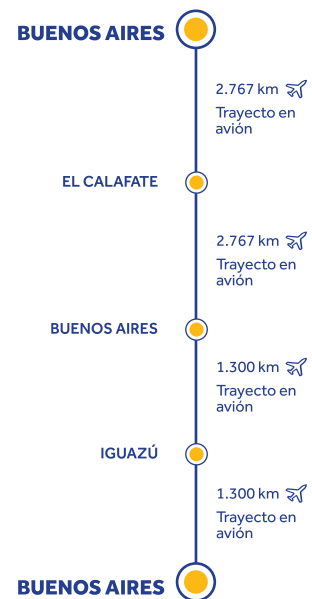 BUENOS AIRES
2.767 km
Trayecto en
avión
EL CALAFATE
2.767 km
Trayecto en
avión
BUENOS AIRES
1.300 km
Trayecto en
avión
IGUAZÚ
1.300 km
Trayecto en
avión
BUENOS AIRES